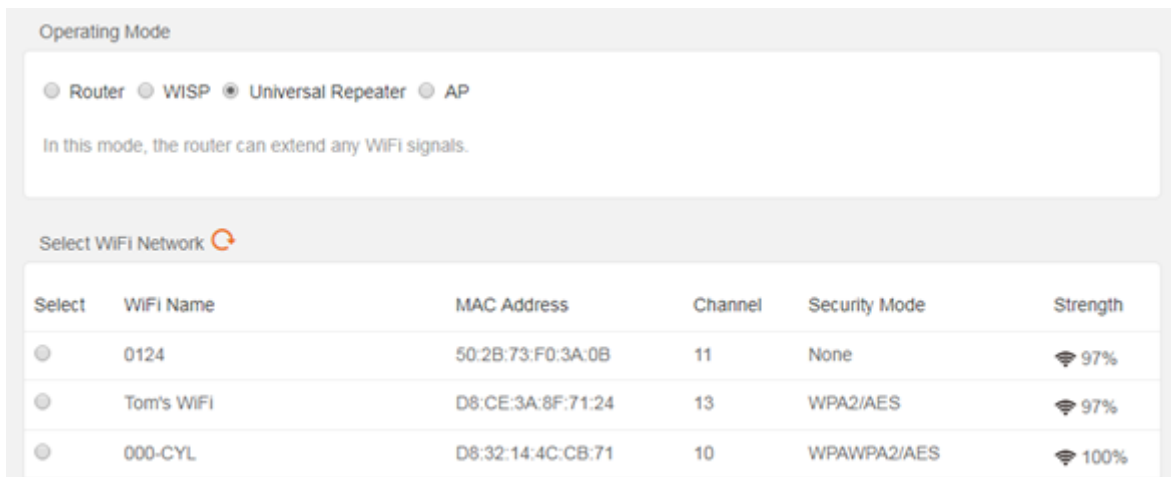 Operating Mode
Router WISP Universal Repeater AP
In this mode, the router can extend any WiFi signals.
Select WiFi Network
Select WiFi Name MAC Address Channel Security Mode Strength
0124 50:2B:73:F0:3A:0B 11 None 97%
Tom's WiFi D8:CE:3A:8F:71:24 13 WPA2/AES 97%
000-CYL D8:32:14:4C:CB:71 10 WPAWPA2/AES 100%